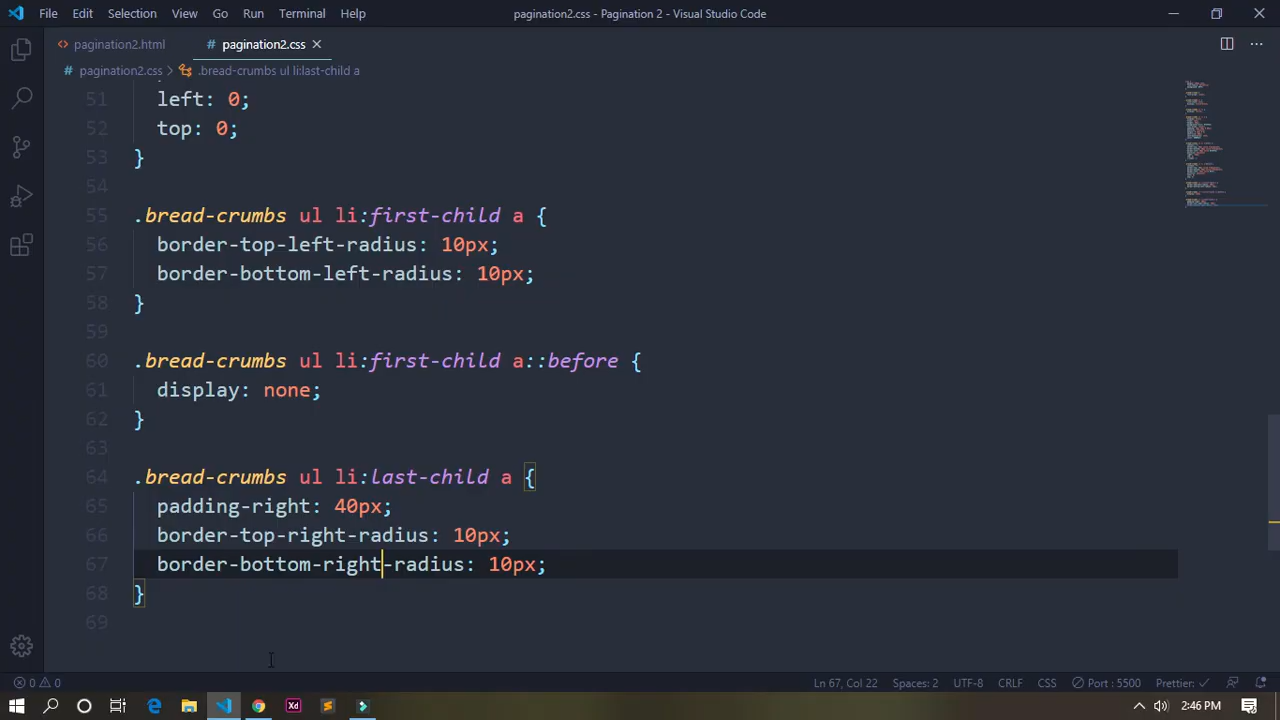 File Edit Selection View Go Run Terminal Help pagination2.css - Pagination 2 - Visual Studio Code
<> pagination2.html # pagination2.css
# pagination2.css > .bread-crumbs ul li:last-child a
51 left: 0;
52 top: 0;
53 }
54
55 .bread-crumbs ul li:first-child a {
56 border-top-left-radius: 10px;
57 border-bottom-left-radius: 10px;
58 }
59
60 .bread-crumbs ul li:first-child a::before {
61 display: none;
62 }
63
64 .bread-crumbs ul li:last-child a {
65 padding-right: 40px;
66 border-top-right-radius: 10px;
67 border-bottom-right-radius: 10px;
68 }
69
0 0 Ln 67, Col 22 Spaces: 2 UTF-8 CRLF CSS Port : 5500 Prettier: ✓
Xd 2:46 PM